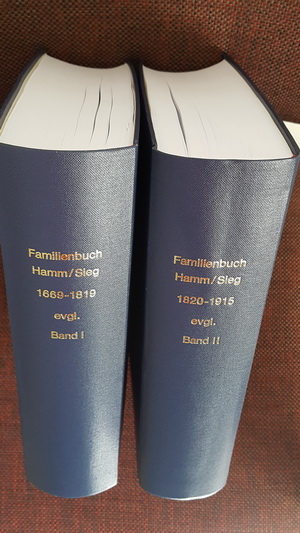 Familienbuch
Hamm/Sieg
1669-1819
evgl.
Band I
Familienbuch
Hamm/Sieg
1820-1915
evgl.
Band II